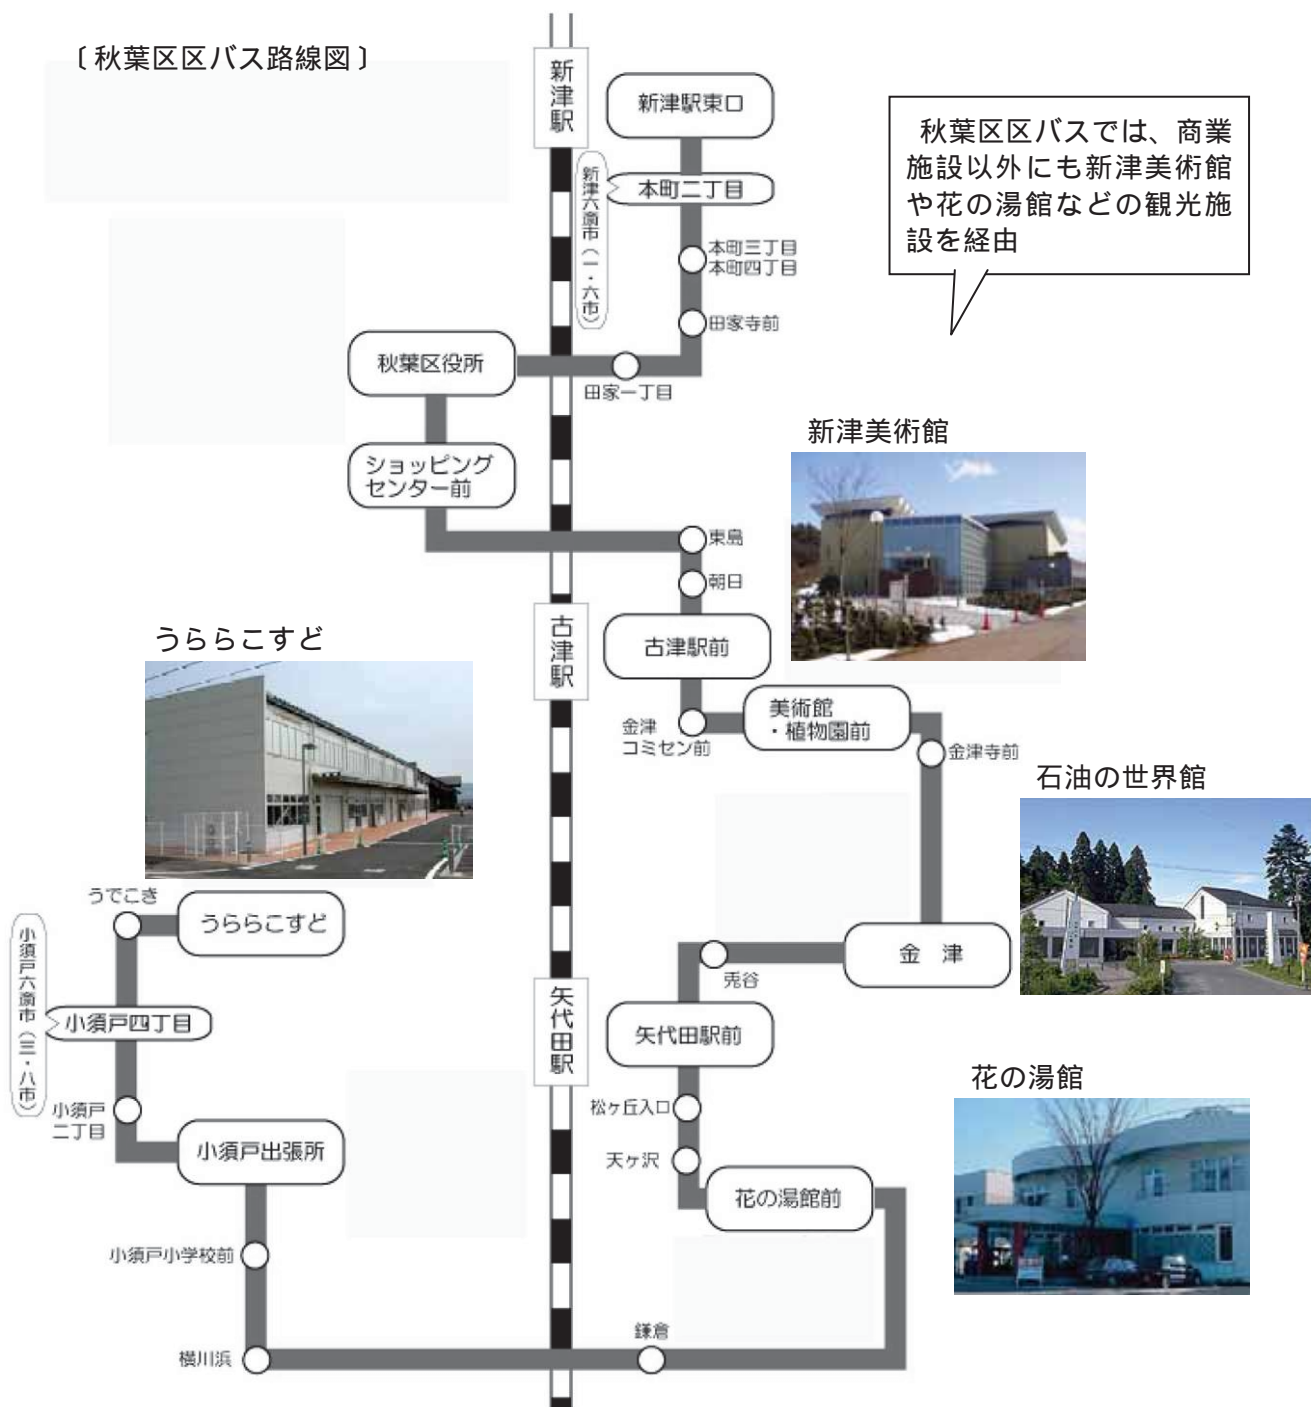 〔秋葉区区バス路線図〕
新津駅
新津駅東口
秋葉区区バスでは、商業
施設以外にも新津美術館
や花の湯館などの観光施
設を経由
新津六斎市(一・六市)
本町二丁目
本町三丁目
本町四丁目
田家寺前
秋葉区役所
田家一丁目
新津美術館
ショッピング
センター前
東島
朝日
古津駅
古津駅前
うららこすど
美術館
・植物園前
金津
コミセン前
金津寺前
石油の世界館
うでこき
うららこすど
金 津
兎谷
小須戸六斎市(三・八市)
小須戸四丁目
矢代田駅
矢代田駅前
花の湯館
小須戸
二丁目
松ヶ丘入口
小須戸出張所
天ヶ沢
花の湯館前
小須戸小学校前
鎌倉
横川浜